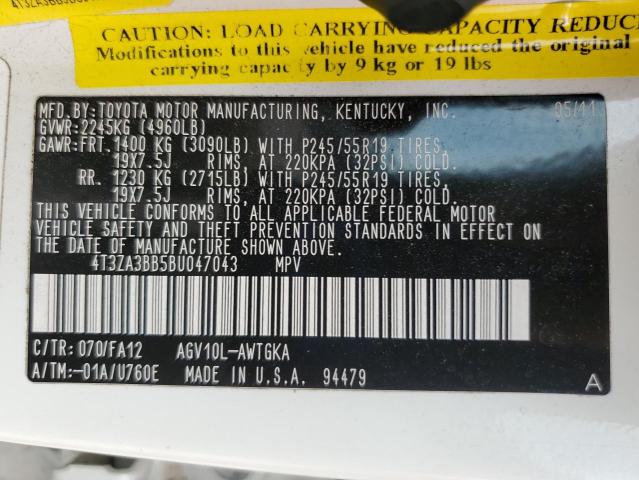 CAUTION: LOAD CARRYING CAPACITY REDUCE
Modifications to this vehicle have reduced the original
carrying capacity by 9 kg or 19 lbs
MFD.BY:TOYOTA MOTOR MANUFACTURING, KENTUCKY, INC. 05/11
GVWR:2245KG (4960LB)
GAWR:FRT.1400 KG (3090LB) WITH P245/55R19 TIRES,
19X7.5J RIMS, AT 220KPA (32PSI) COLD.
RR. 1230 KG (2715LB) WITH P245/55R19 TIRES,
19X7.5J RIMS, AT 220KPA (32PSI) COLD.
THIS VEHICLE CONFORMS TO ALL APPLICABLE FEDERAL MOTOR
VEHICLE SAFETY AND THEFT PREVENTION STANDARDS IN EFFECT ON
THE DATE OF MANUFACTURE SHOWN ABOVE.
4T3ZA3BB5BU047043 MPV
C/TR: 070/FA12 AGV10L-AWTGKA
A/TM:-01A/U760E MADE IN U.S.A. 94479 A